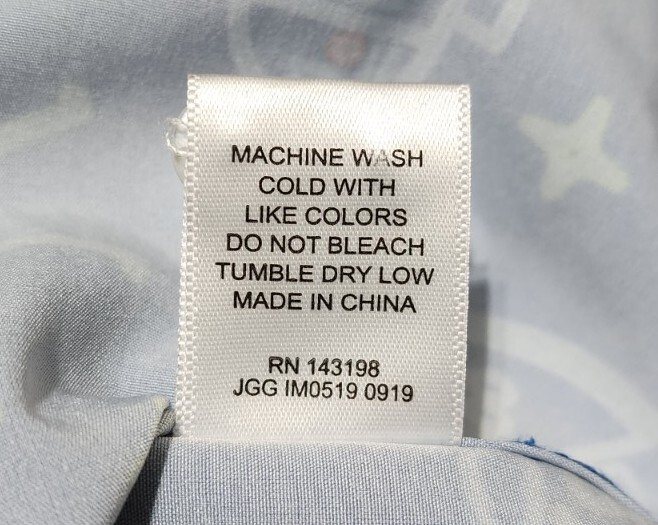 MACHINE WASH
COLD WITH
LIKE COLORS
DO NOT BLEACH
TUMBLE DRY LOW
MADE IN CHINA
RN 143198
JGG IM0519 0919